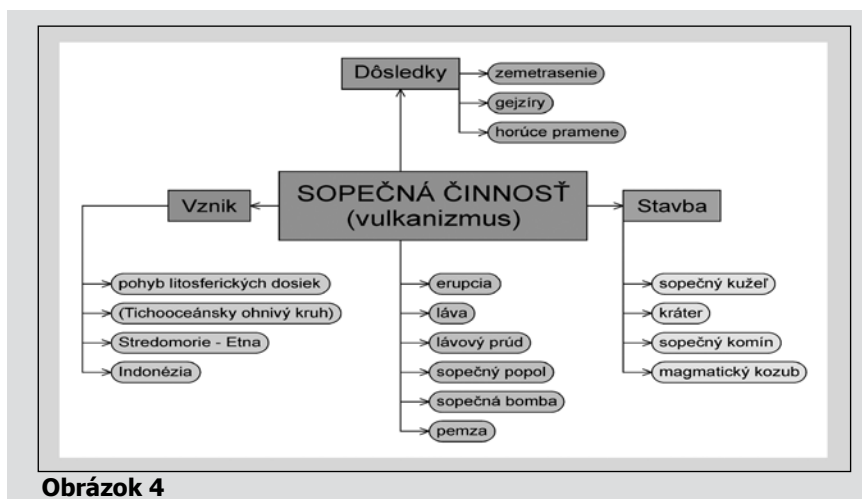 Dôsledky
zemetrasenie
gejzíry
horúce pramene
SOPEČNÁ ČINNOSŤ
(vulkanizmus)
Vznik
pohyb litosferických dosiek
(Tichooceánsky ohnivý kruh)
Stredomorie - Etna
Indonézia
erupcia
láva
lávový prúd
sopečný popol
sopečná bomba
pemza
Stavba
sopečný kužeľ
kráter
sopečný komín
magmatický kozub
Obrázok 4